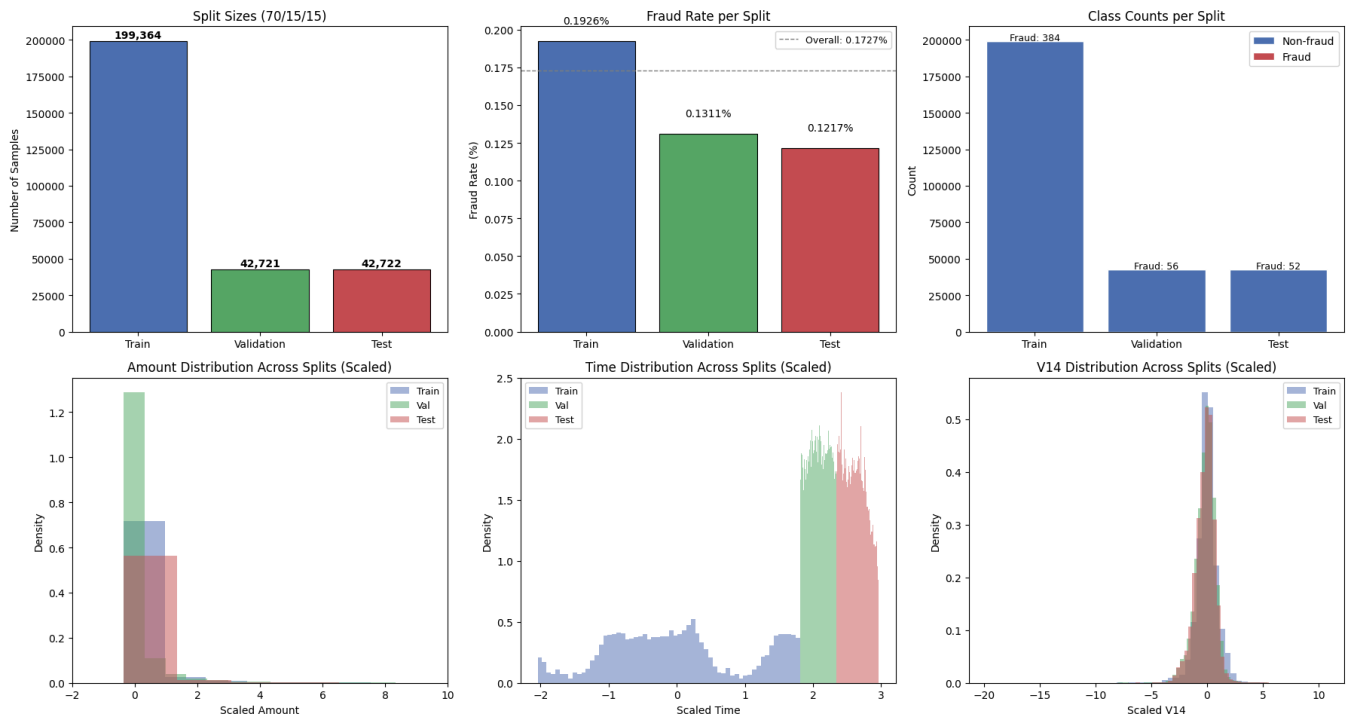 Split Sizes (70/15/15)
Number of Samples
200000
175000
150000
125000
100000
75000
50000
25000
0
199,364
42,721
42,722
Train
Validation
Test
Fraud Rate per Split
Fraud Rate (%)
0.200
0.175
0.150
0.125
0.100
0.075
0.050
0.025
0.000
0.1926%
0.1311%
0.1217%
Overall: 0.1727%
Train
Validation
Test
Class Counts per Split
Count
200000
175000
150000
125000
100000
75000
50000
25000
0
Fraud: 384
Fraud: 56
Fraud: 52
Non-fraud
Fraud
Train
Validation
Test
Amount Distribution Across Splits (Scaled)
Density
1.2
1.0
0.8
0.6
0.4
0.2
0.0
Train
Val
Test
−2
0
2
4
6
8
10
Scaled Amount
Time Distribution Across Splits (Scaled)
Density
2.5
2.0
1.5
1.0
0.5
0.0
Train
Val
Test
−2
−1
0
1
2
3
Scaled Time
V14 Distribution Across Splits (Scaled)
Density
0.5
0.4
0.3
0.2
0.1
0.0
Train
Val
Test
−20
−15
−10
−5
0
5
10
Scaled V14